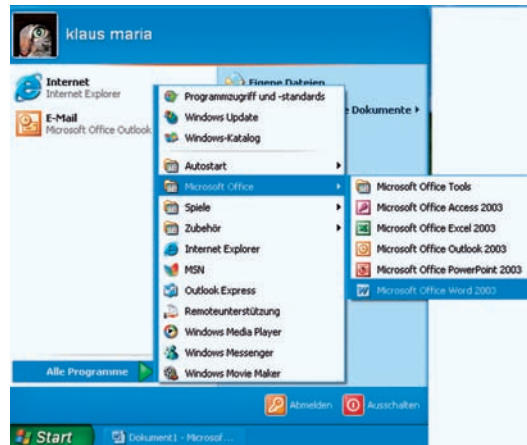 klaus maria
Internet
Internet Explorer
E-Mail
Microsoft Office Outlook
Eigene Dateien
Dokumente
Programmzugriff und -standards
Windows Update
Windows-Katalog
Autostart
Microsoft Office
Spiele
Zubehör
Internet Explorer
MSN
Outlook Express
Remoteunterstützung
Windows Media Player
Windows Messenger
Windows Movie Maker
Microsoft Office Tools
Microsoft Office Access 2003
Microsoft Office Excel 2003
Microsoft Office Outlook 2003
Microsoft Office PowerPoint 2003
Microsoft Office Word 2003
Alle Programme
Abmelden
Ausschalten
Start
Dokument1 - Microsof...